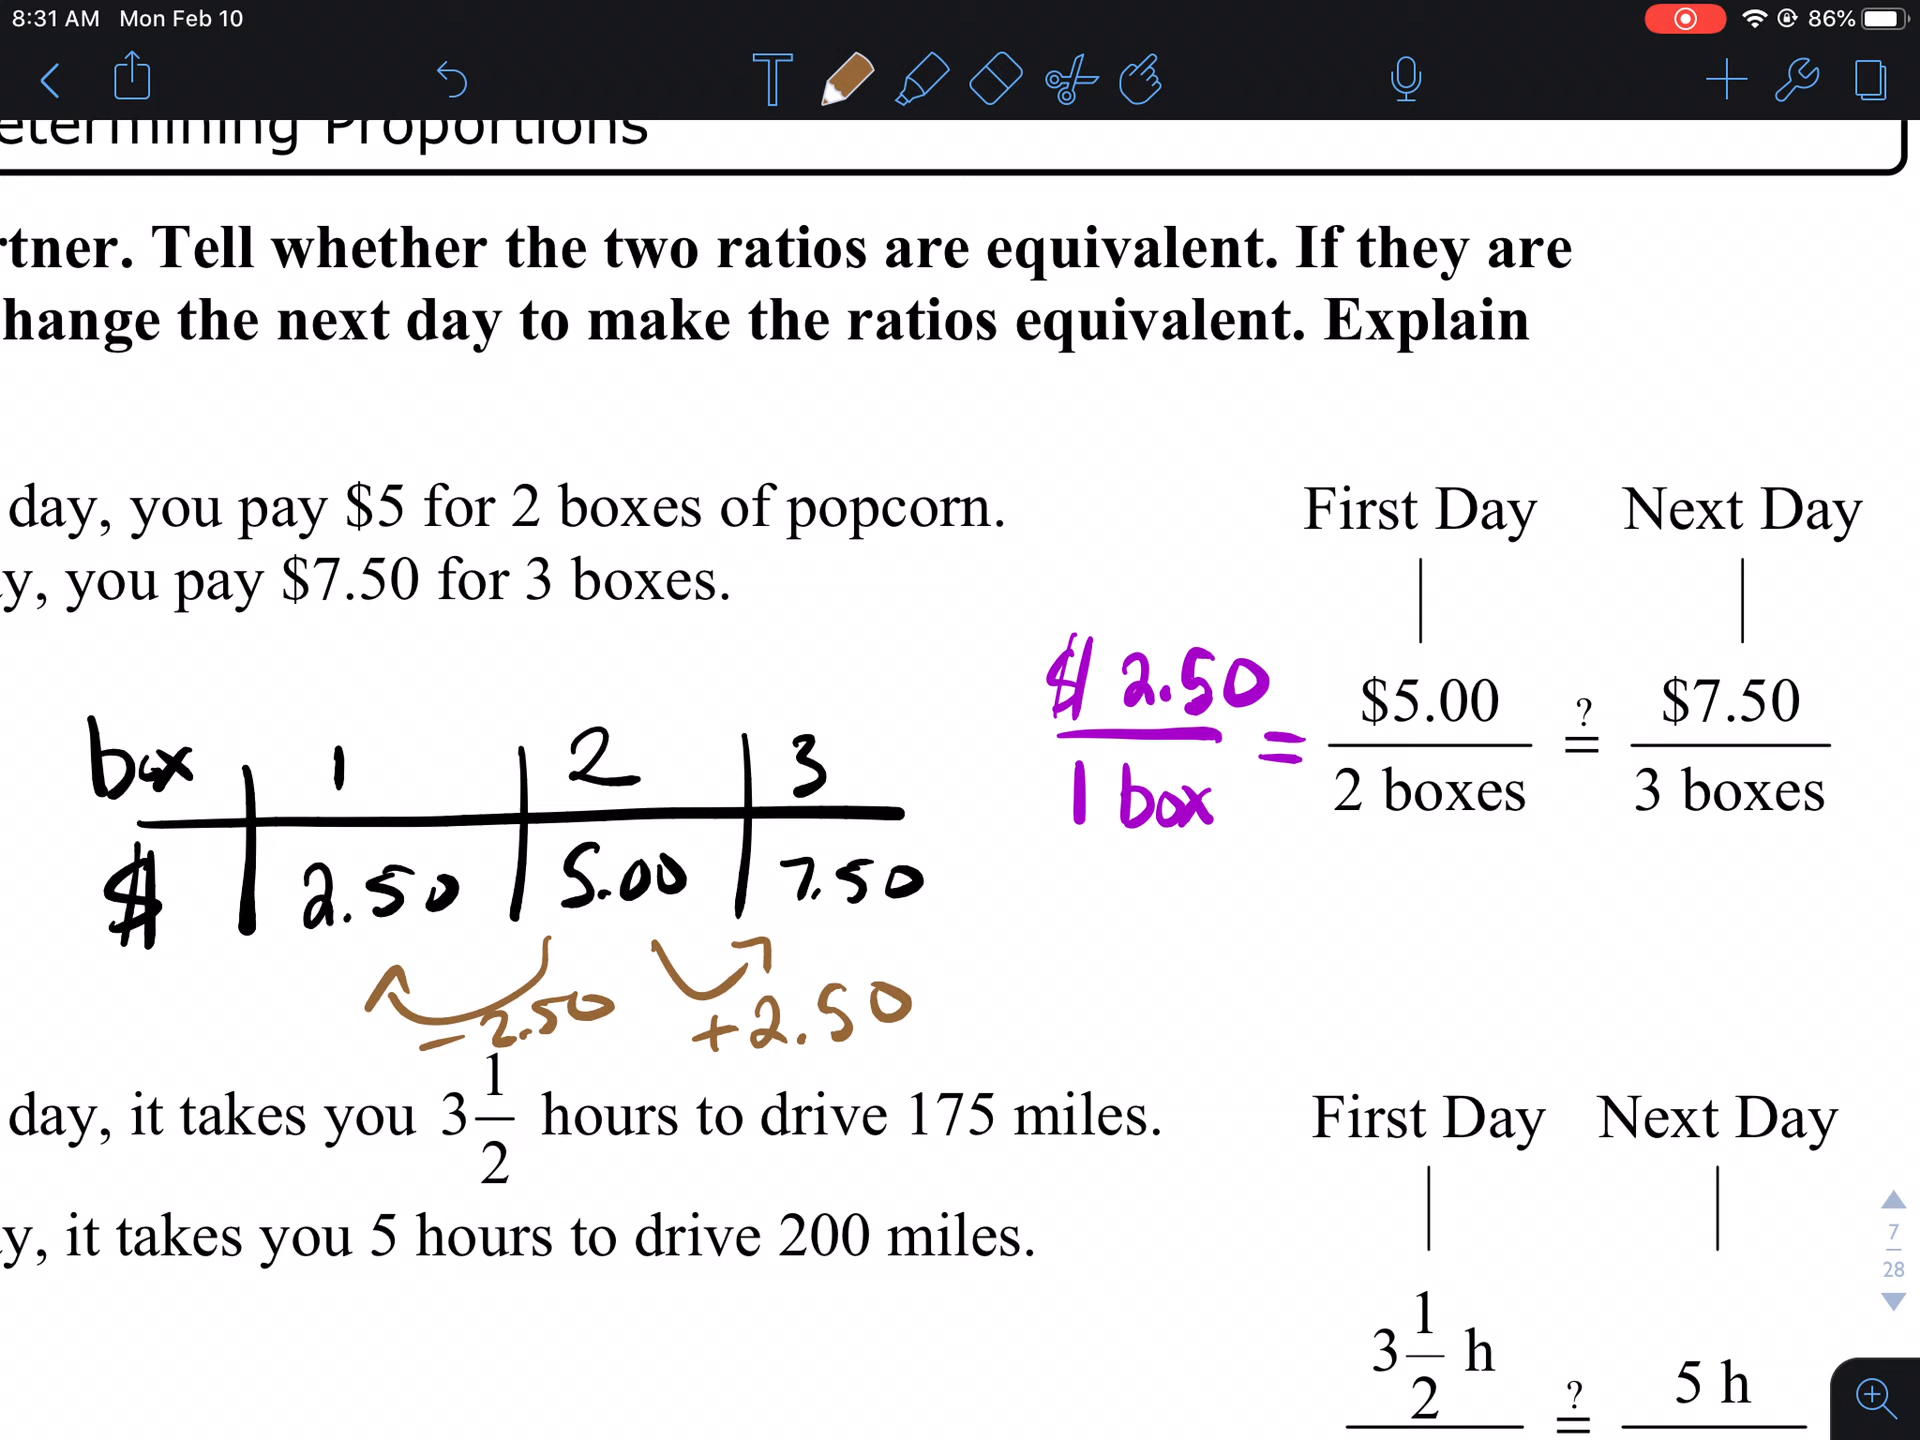 8:31 AM Mon Feb 10 86%
T
etermining Proportions
rtner. Tell whether the two ratios are equivalent. If they are
hange the next day to make the ratios equivalent. Explain
day, you pay $5 for 2 boxes of popcorn.
y, you pay $7.50 for 3 boxes.
First Day Next Day
$2.50 / 1 box = $5.00 / 2 boxes ?= $7.50 / 3 boxes
box 1 2 3
$ 2.50 5.00 7.50
- 2.50 +2.50
day, it takes you 3 1/2 hours to drive 175 miles.
y, it takes you 5 hours to drive 200 miles.
First Day Next Day
3 1/2 h ?= 5 h
7
28